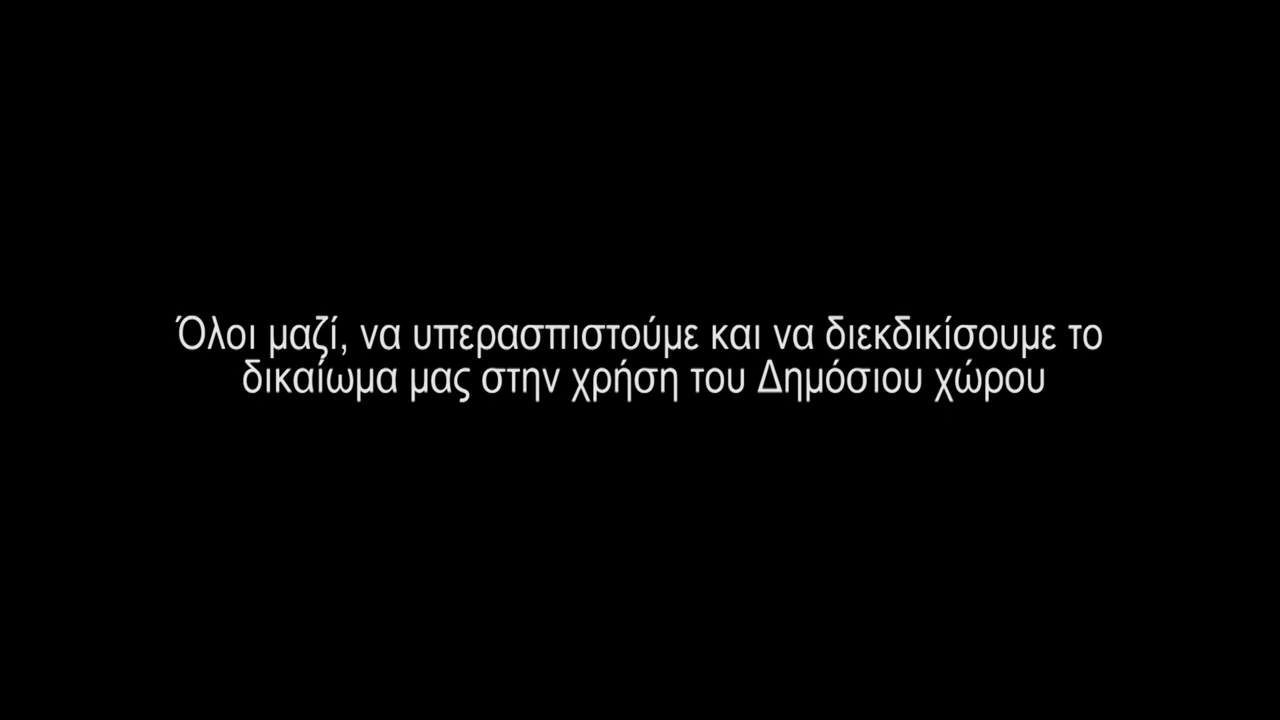 Όλοι μαζί, να υπερασπιστούμε και να διεκδικίσουμε το
δικαίωμα μας στην χρήση του Δημόσιου χώρου